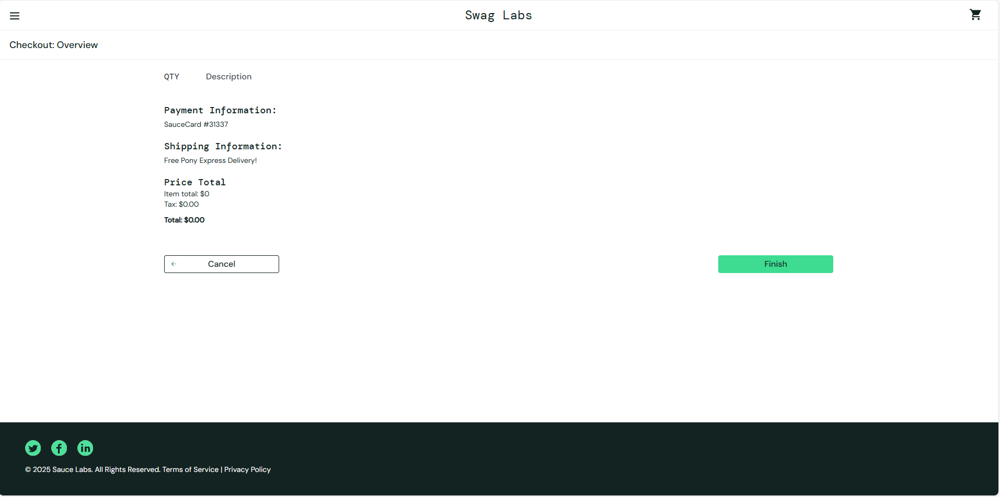 Swag Labs
Checkout: Overview
QTY Description
Payment Information:
SauceCard #31337
Shipping Information:
Free Pony Express Delivery!
Price Total
Item total: $0
Tax: $0.00
Total: $0.00
Cancel Finish
© 2025 Sauce Labs. All Rights Reserved. Terms of Service | Privacy Policy